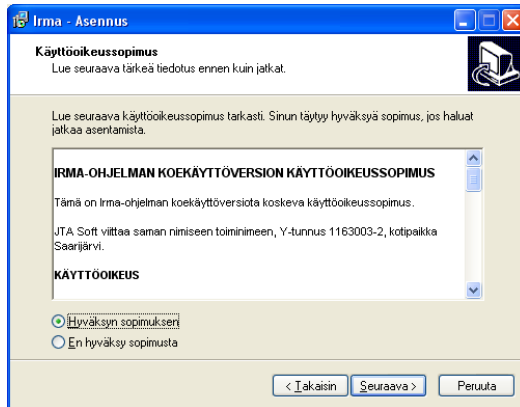 Irma - Asennus
Käyttöoikeussopimus
Lue seuraava tärkeä tiedotus ennen kuin jatkat.
Lue seuraava käyttöoikeussopimus tarkasti. Sinun täytyy hyväksyä sopimus, jos haluat
jatkaa asentamista.
IRMA-OHJELMAN KOEKÄYTTÖVERSION KÄYTTÖOIKEUSSOPIMUS
Tämä on Irma-ohjelman koekäyttöversiota koskeva käyttöoikeussopimus.
JTA Soft viittaa saman nimiseen toiminimeen, Y-tunnus 1163003-2, kotipaikka
Saarijärvi.
KÄYTTÖOIKEUS
Hyväksyn sopimuksen
En hyväksy sopimusta
< Takaisin Seuraava > Peruuta